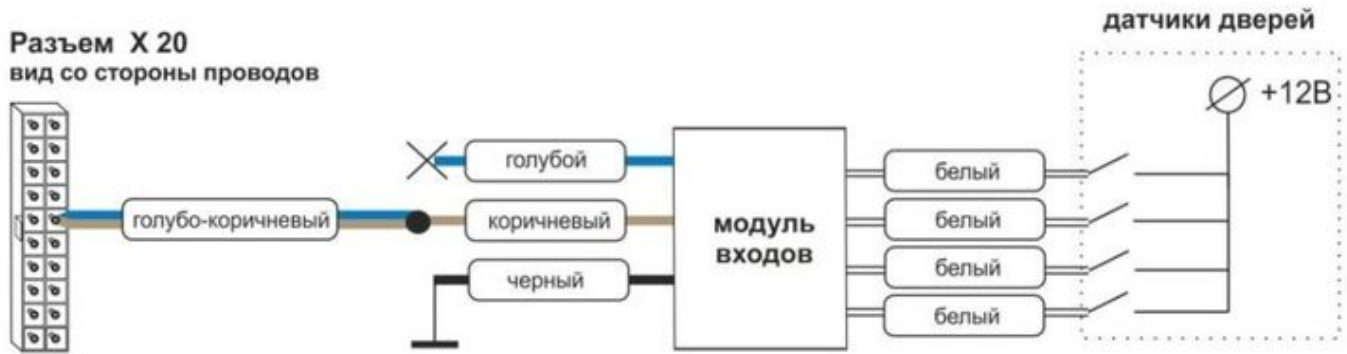 датчики дверей
Разъем X 20
вид со стороны проводов
+12В
голубой
белый
голубо-коричневый
коричневый
модуль
входов
белый
черный
белый
белый